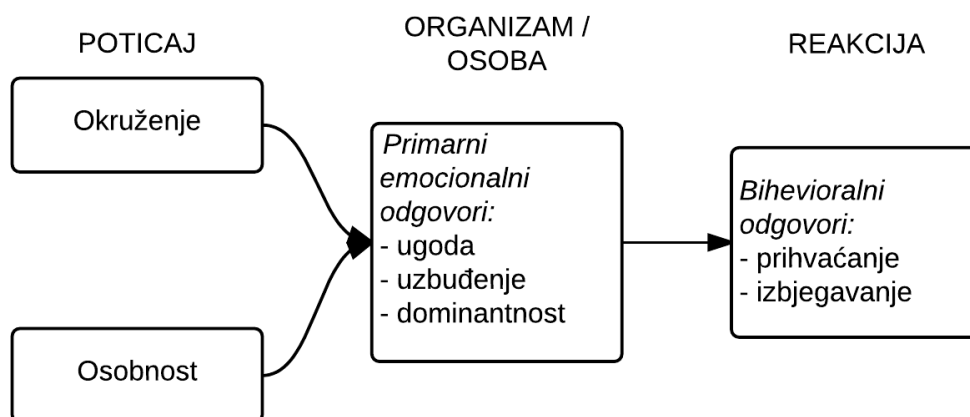 POTICAJ
ORGANIZAM /
OSOBA
REAKCIJA
Okruženje
Osobnost
Primarni
emocionalni
odgovori:
- ugoda
- uzbuđenje
- dominantnost
Bihevioralni
odgovori:
- prihvaćanje
- izbjegavanje